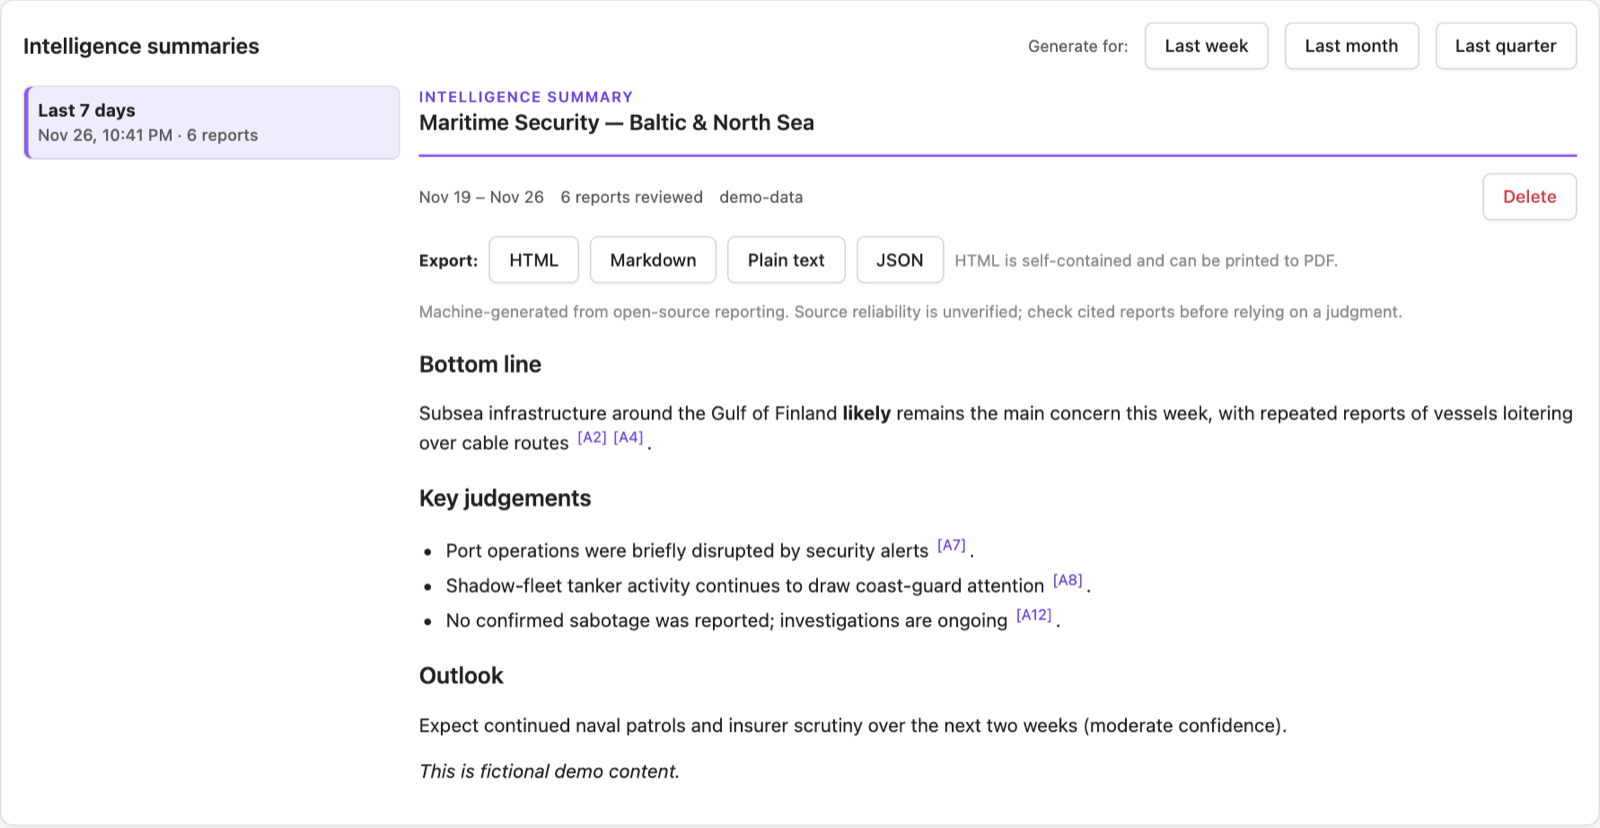 Intelligence summaries
Generate for:
Last week
Last month
Last quarter
Last 7 days
Nov 26, 10:41 PM · 6 reports
INTELLIGENCE SUMMARY
Maritime Security — Baltic & North Sea
Nov 19 – Nov 26 6 reports reviewed demo-data
Delete
Export:
HTML
Markdown
Plain text
JSON
HTML is self-contained and can be printed to PDF.
Machine-generated from open-source reporting. Source reliability is unverified; check cited reports before relying on a judgment.
Bottom line
Subsea infrastructure around the Gulf of Finland likely remains the main concern this week, with repeated reports of vessels loitering
over cable routes [A2] [A4] .
Key judgements
• Port operations were briefly disrupted by security alerts [A7] .
• Shadow-fleet tanker activity continues to draw coast-guard attention [A8] .
• No confirmed sabotage was reported; investigations are ongoing [A12] .
Outlook
Expect continued naval patrols and insurer scrutiny over the next two weeks (moderate confidence).
This is fictional demo content.